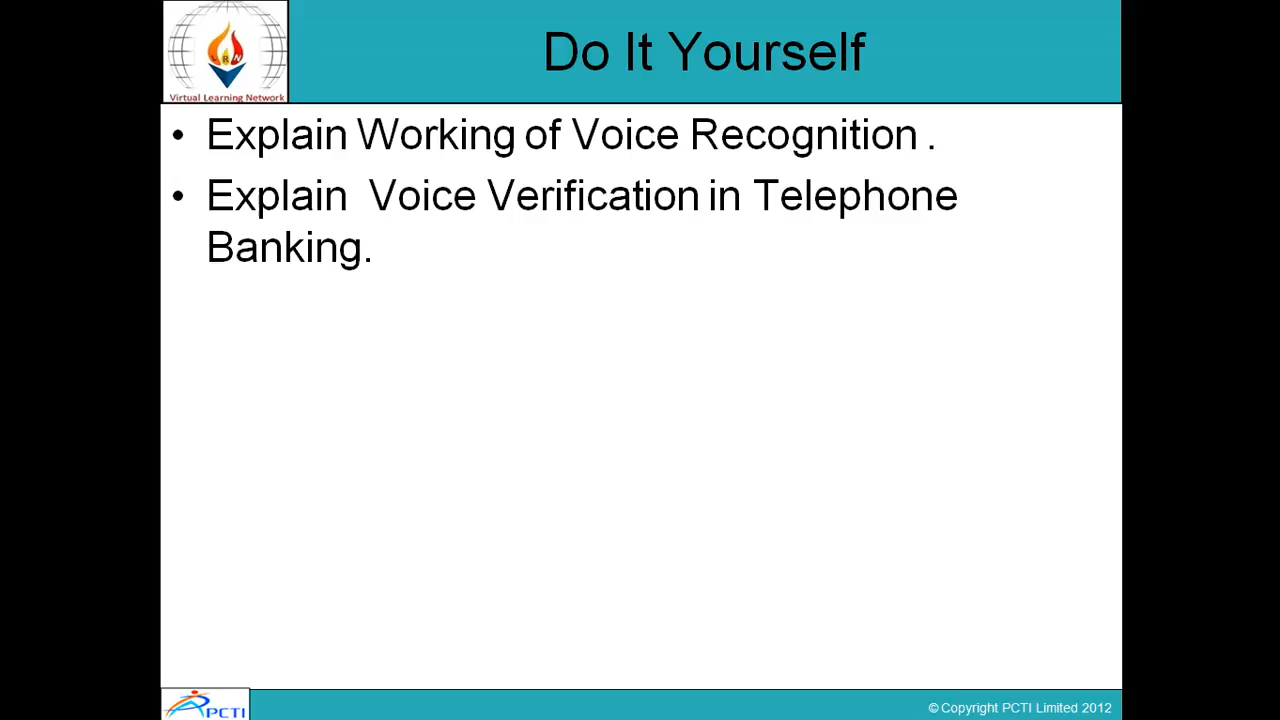 Do It Yourself
Virtual Learning Network
• Explain Working of Voice Recognition .
• Explain  Voice Verification in Telephone
Banking.
PCTI
© Copyright PCTI Limited 2012